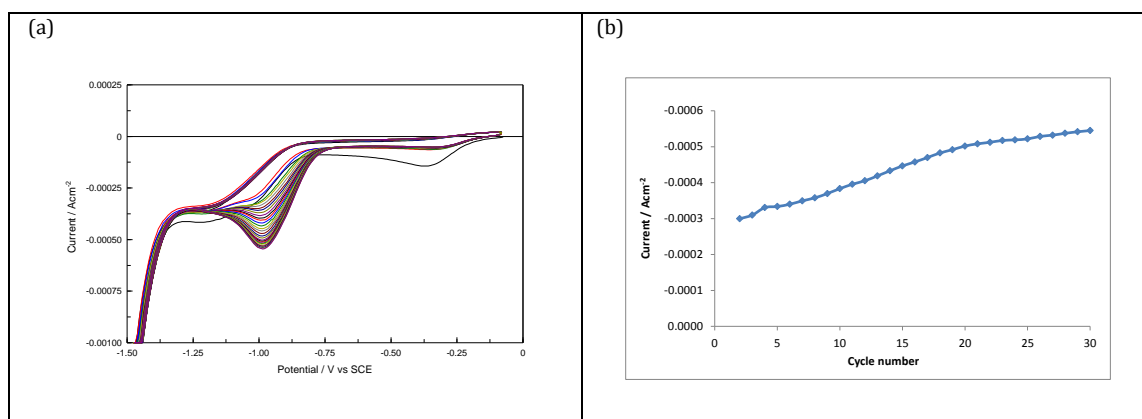 (a)
0.00025
0
-0.00025
-0.00050
-0.00075
-0.00100
-1.50 -1.25 -1.00 -0.75 -0.50 -0.25 0
Current / Acm-2
Potential / V vs SCE
(b)
-0.0006
-0.0005
-0.0004
-0.0003
-0.0002
-0.0001
0.0000
0 5 10 15 20 25 30
Current / Acm-2
Cycle number